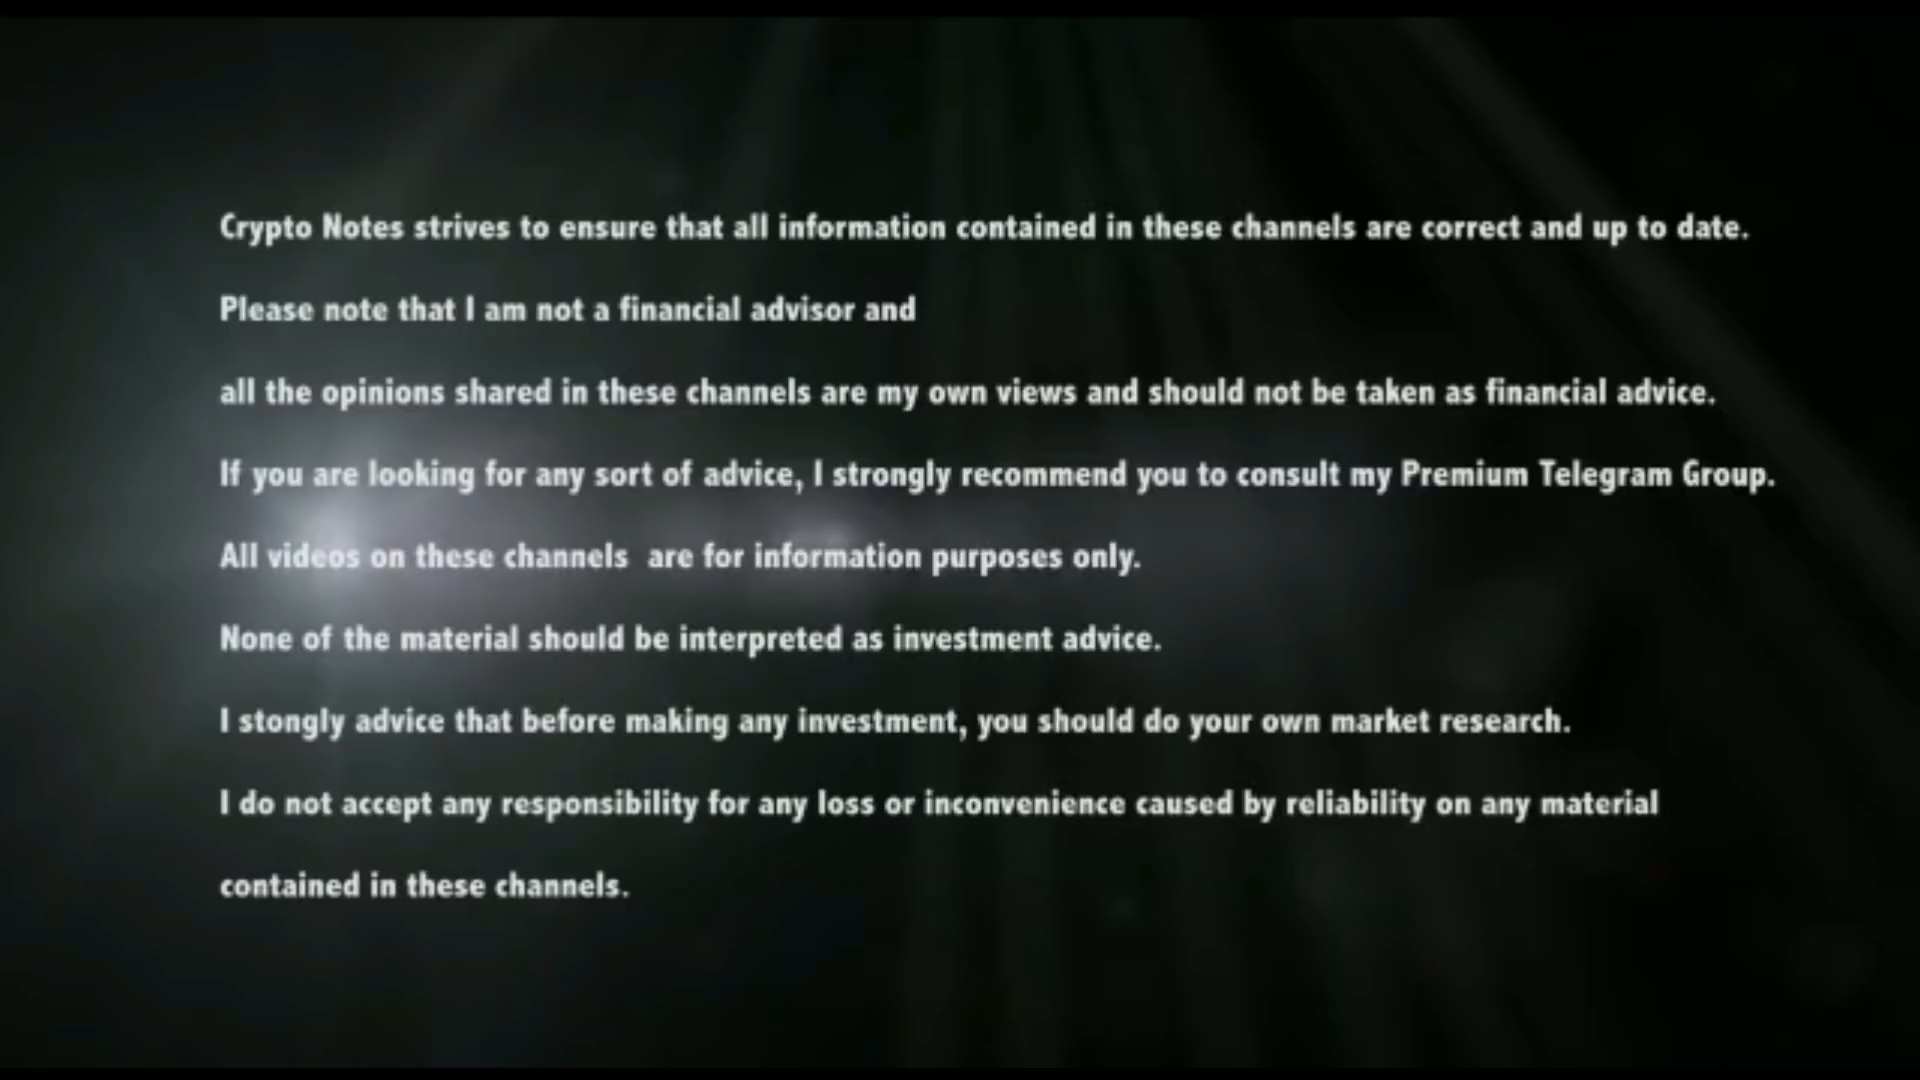 Crypto Notes strives to ensure that all information contained in these channels are correct and up to date.
Please note that I am not a financial advisor and
all the opinions shared in these channels are my own views and should not be taken as financial advice.
If you are looking for any sort of advice, I strongly recommend you to consult my Premium Telegram Group.
All videos on these channels  are for information purposes only.
None of the material should be interpreted as investment advice.
I stongly advice that before making any investment, you should do your own market research.
I do not accept any responsibility for any loss or inconvenience caused by reliability on any material
contained in these channels.